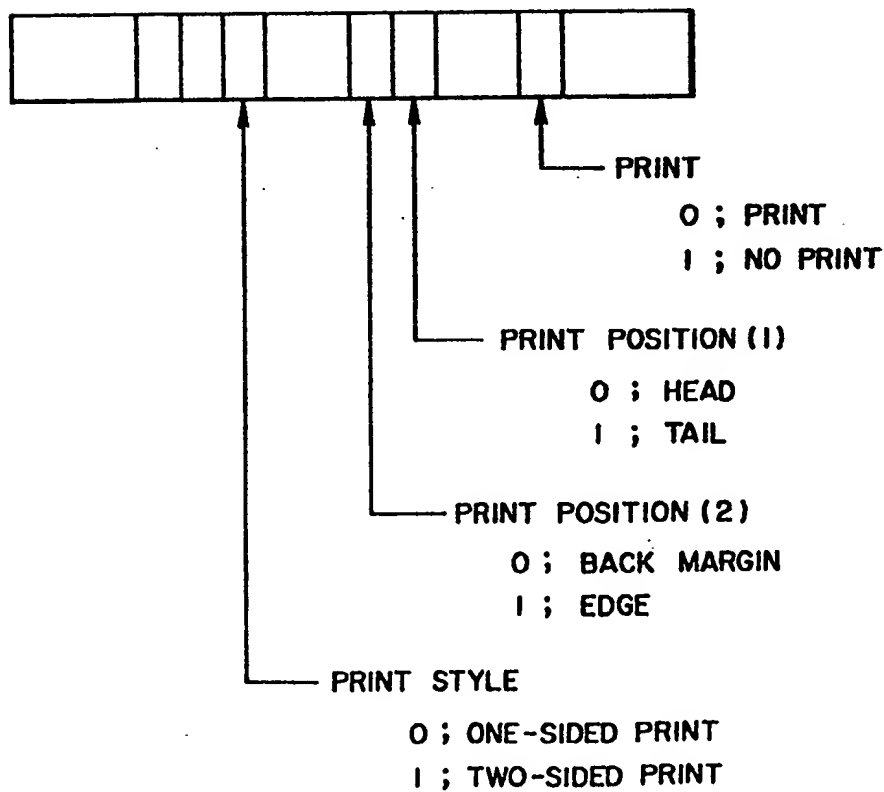 PRINT
0 ; PRINT
1 ; NO PRINT
PRINT POSITION (1)
0 ; HEAD
1 ; TAIL
PRINT POSITION (2)
0 ; BACK MARGIN
1 ; EDGE
PRINT STYLE
0 ; ONE-SIDED PRINT
1 ; TWO-SIDED PRINT